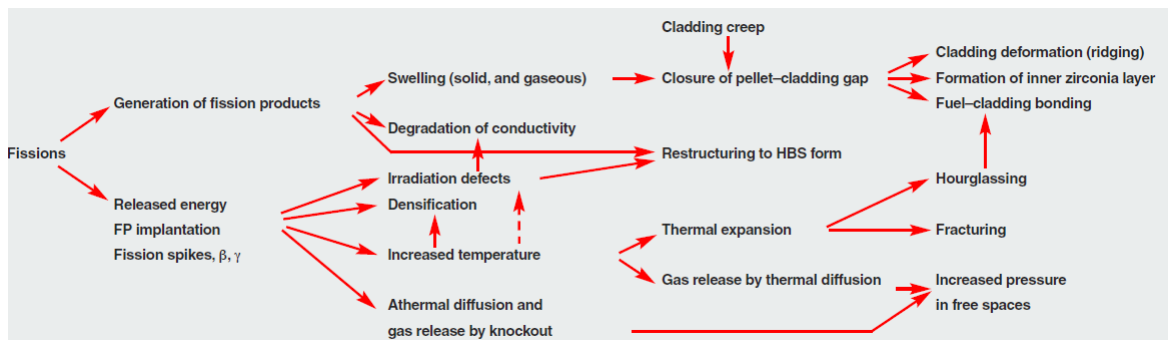 Cladding creep
Cladding deformation (ridging)
Swelling (solid, and gaseous)
Closure of pellet–cladding gap
Formation of inner zirconia layer
Generation of fission products
Fuel–cladding bonding
Degradation of conductivity
Fissions
Restructuring to HBS form
Irradiation defects
Hourglassing
Released energy
Densification
FP implantation
Thermal expansion
Fracturing
Fission spikes, β, γ
Increased temperature
Gas release by thermal diffusion
Increased pressure
in free spaces
Athermal diffusion and
gas release by knockout